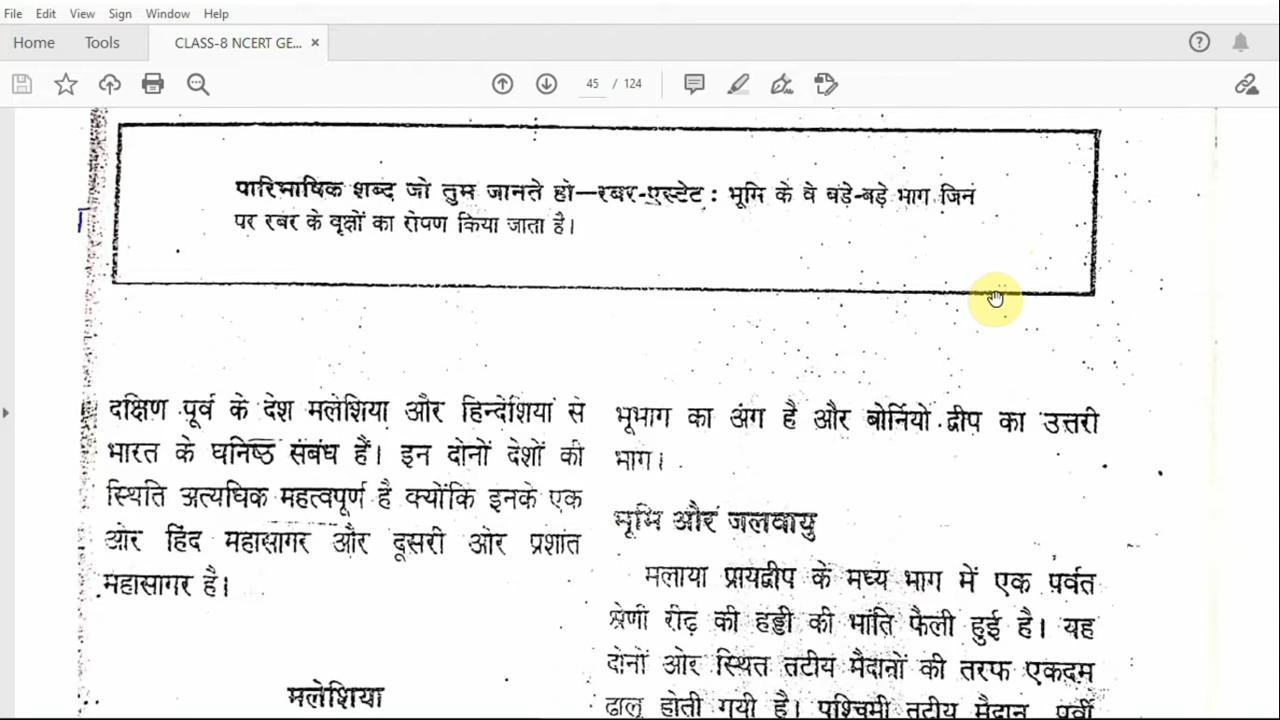 File Edit View Sign Window Help
Home Tools CLASS-8 NCERT GE... ×
45 / 124
पारिभाषिक शब्द जो तुम जानते हो—रबर-एस्टेट : भूमि के वे बड़े-बड़े भाग जिन
पर रबर के वृक्षों का रोपण किया जाता है।
दक्षिण पूर्व के देश मलेशिया और हिन्देशिया से
भारत के घनिष्ठ संबंध हैं। इन दोनों देशों की
स्थिति अत्यधिक महत्वपूर्ण है क्योंकि इनके एक
ओर हिंद महासागर और दूसरी ओर प्रशांत
महासागर है।
मलेशिया
भूभाग का अंग है और बोर्नियो द्वीप का उत्तरी
भाग।
भूमि और जलवायु
मलाया प्रायद्वीप के मध्य भाग में एक पर्वत
श्रेणी रीढ़ की हड्डी की भांति फैली हुई है। यह
दोनों ओर स्थित तटीय मैदानों की तरफ एकदम
ढालू होती गयी है। पश्चिमी तटीय मैदान पूर्वी